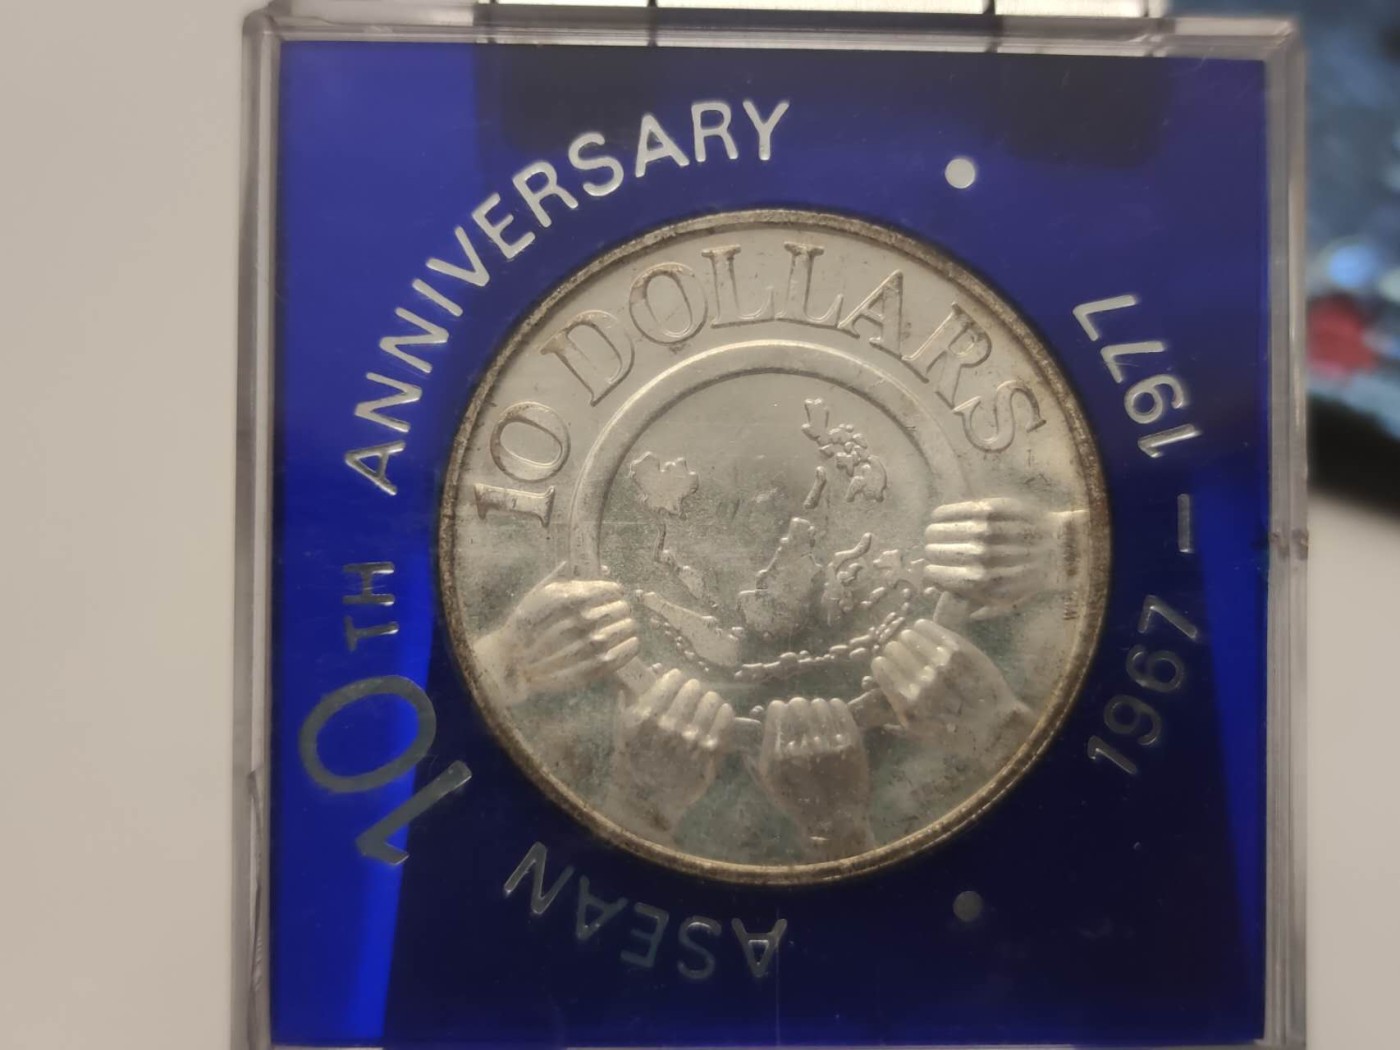 ASEAN 10TH ANNIVERSARY
1967 – 1977
10 DOLLARS